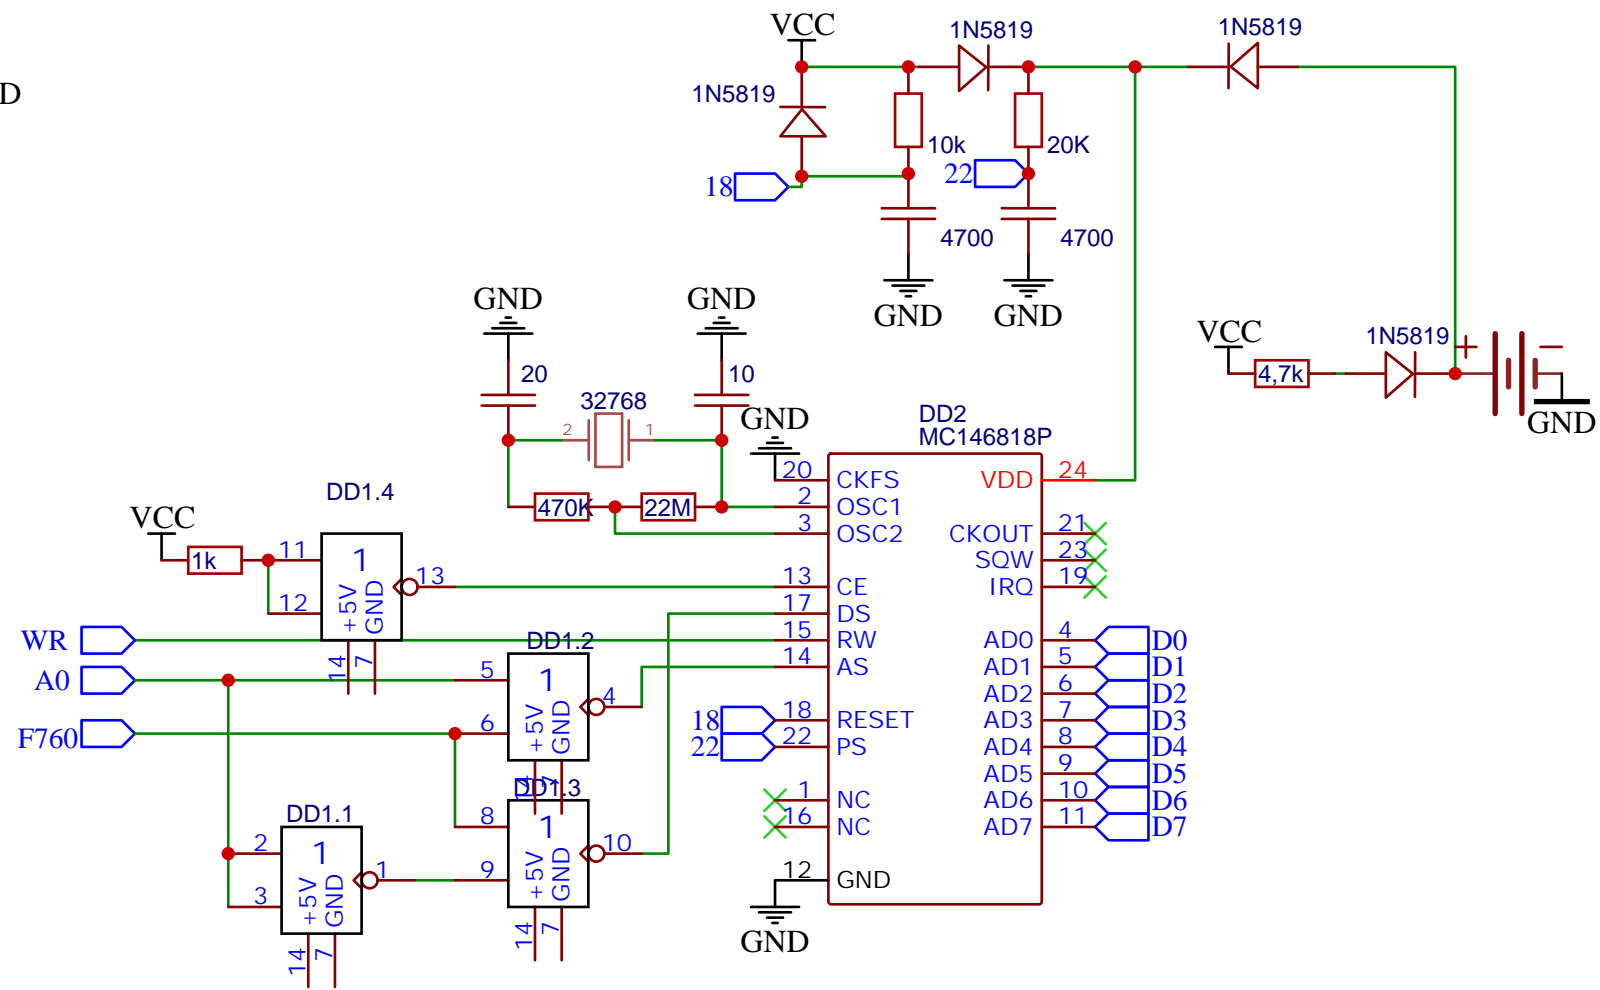 D
VCC
1N5819
1N5819
1N5819
10k
20K
18
22
4700
4700
GND
GND
GND
GND
VCC
1N5819
+
4,7k
GND
20
10
32768
2
1
GND
DD2
MC146818P
20 CKFS
2 OSC1
3 OSC2
13 CE
17 DS
15 RW
14 AS
18 18 RESET
22 22 PS
1 NC
16 NC
12 GND
GND
VDD 24
CKOUT 21
SQW 23
IRQ 19
AD0 4 D0
AD1 5 D1
AD2 6 D2
AD3 7 D3
AD4 8 D4
AD5 9 D5
AD6 10 D6
AD7 11 D7
470K
22M
DD1.4
VCC
1k
11
12
1
+5V
GND
13
14
7
WR
A0
F760
DD1.2
5
6
1
+5V
GND
4
14
7
DD1.3
8
9
1
+5V
GND
10
14
7
DD1.1
2
3
1
+5V
GND
1
14
7